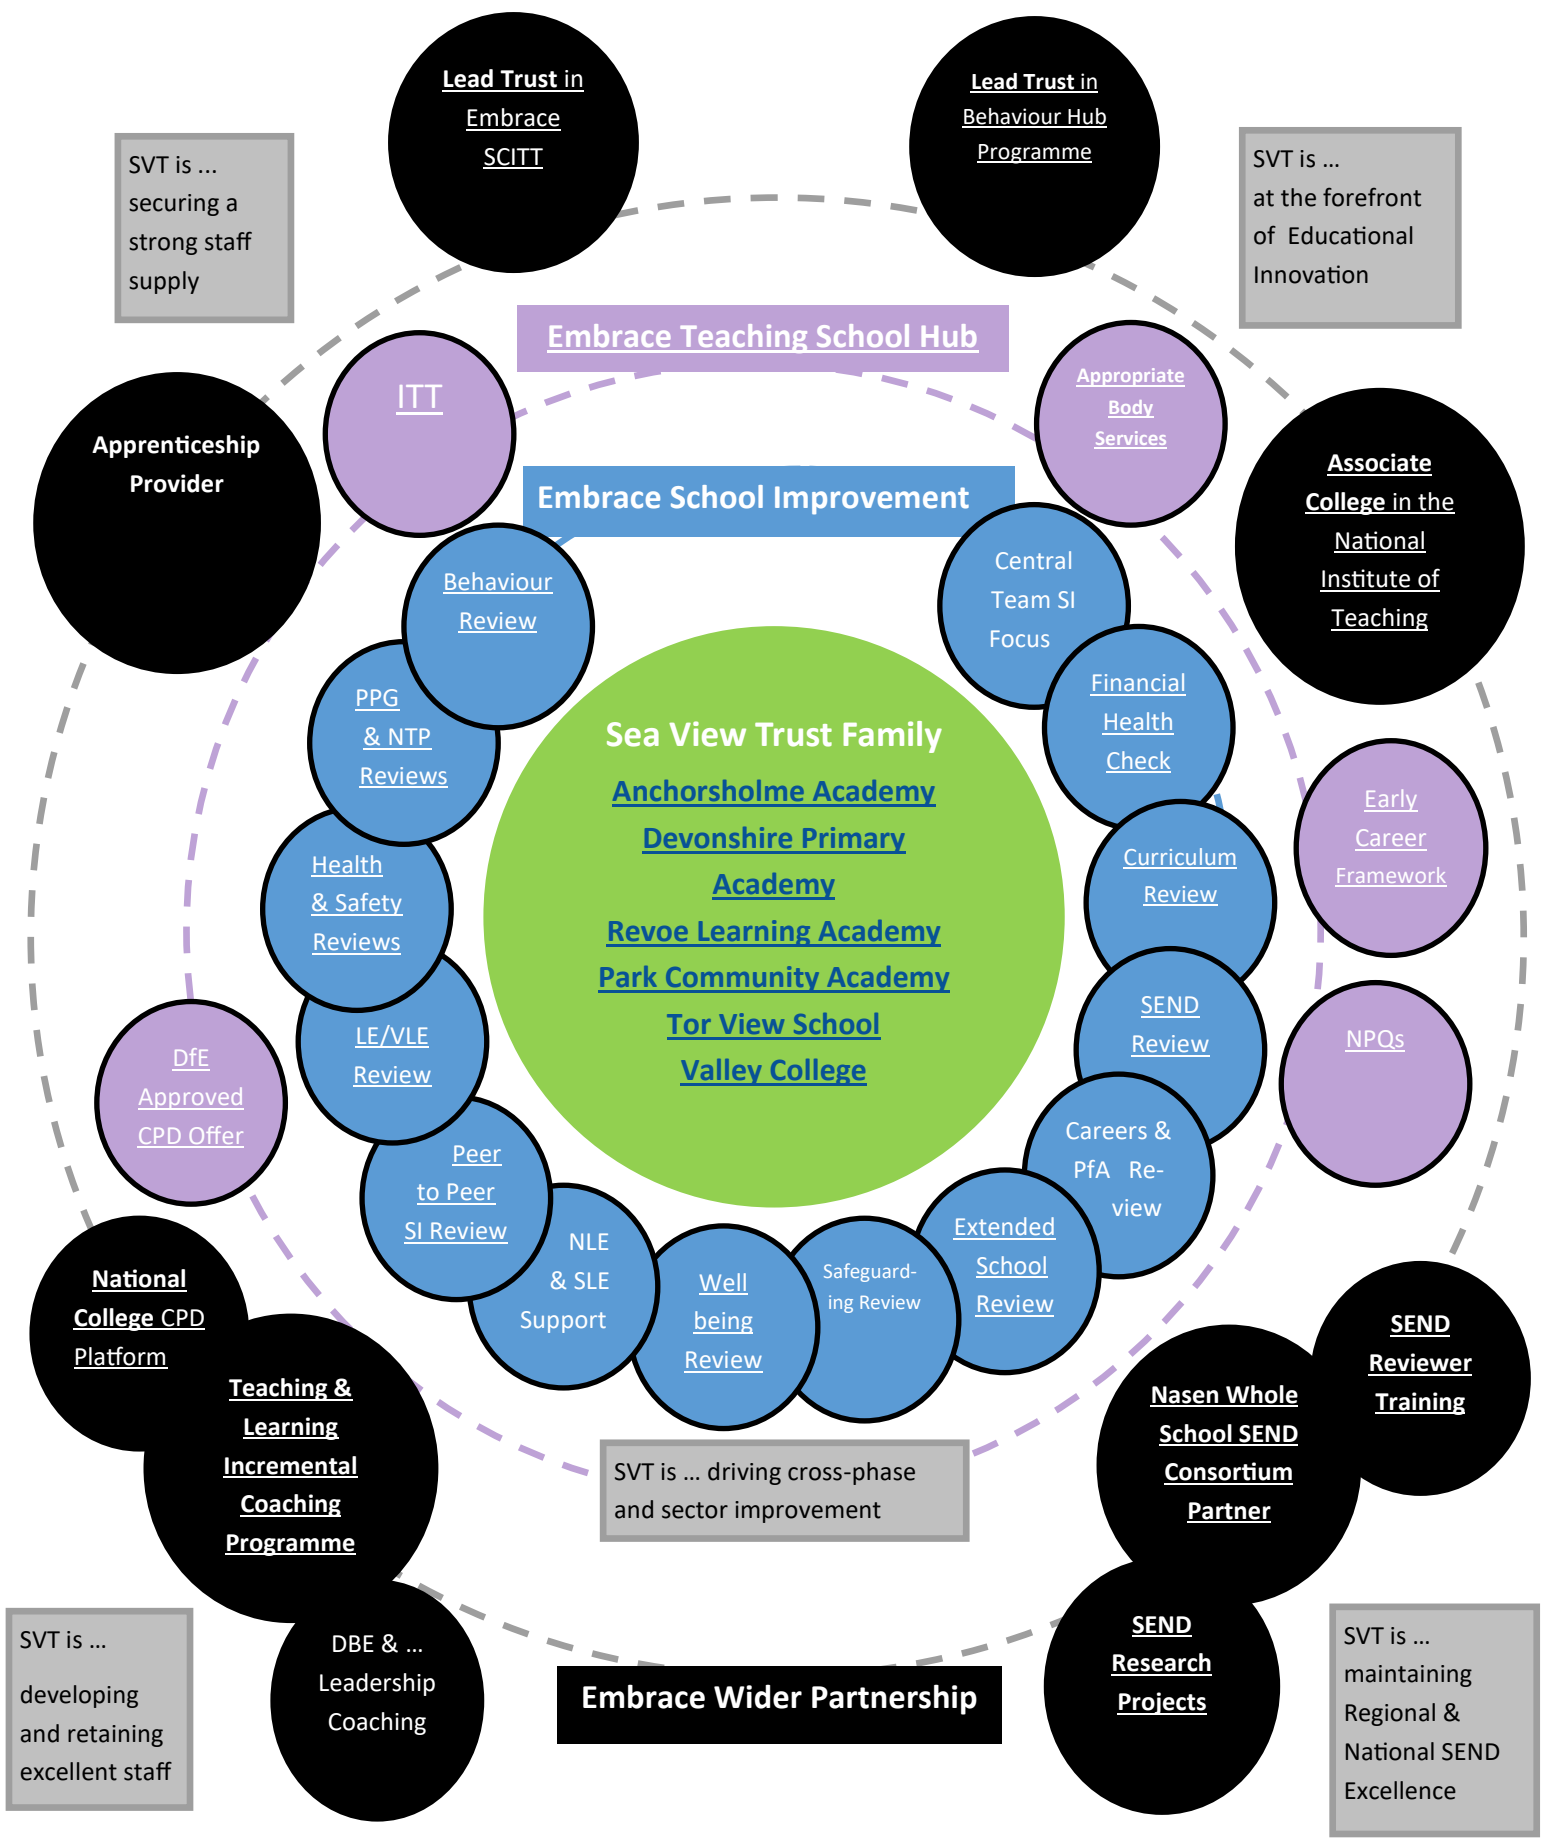 Lead Trust in
Embrace
SCITT
Lead Trust in
Behaviour Hub
Programme
SVT is ...
securing a
strong staff
supply
SVT is ...
at the forefront
of Educational
Innovation
Embrace Teaching School Hub
ITT
Appropriate
Body
Services
Apprenticeship
Provider
Associate
College in the
National
Institute of
Teaching
Embrace School Improvement
Behaviour
Review
Central
Team SI
Focus
PPG
& NTP
Reviews
Financial
Health
Check
Sea View Trust Family
Anchorsholme Academy
Devonshire Primary
Academy
Revoe Learning Academy
Park Community Academy
Tor View School
Valley College
Early
Career
Framework
Health
& Safety
Reviews
Curriculum
Review
LE/VLE
Review
SEND
Review
NPQs
DfE
Approved
CPD Offer
Peer
to Peer
SI Review
Careers &
PfA Re-
view
NLE
& SLE
Support
Well
being
Review
Safeguard-
ing Review
Extended
School
Review
National
College CPD
Platform
SEND
Reviewer
Training
Teaching &
Learning
Incremental
Coaching
Programme
Nasen Whole
School SEND
Consortium
Partner
SVT is ... driving cross-phase
and sector improvement
SVT is ...
developing
and retaining
excellent staff
DBE & ...
Leadership
Coaching
Embrace Wider Partnership
SEND
Research
Projects
SVT is ...
maintaining
Regional &
National SEND
Excellence